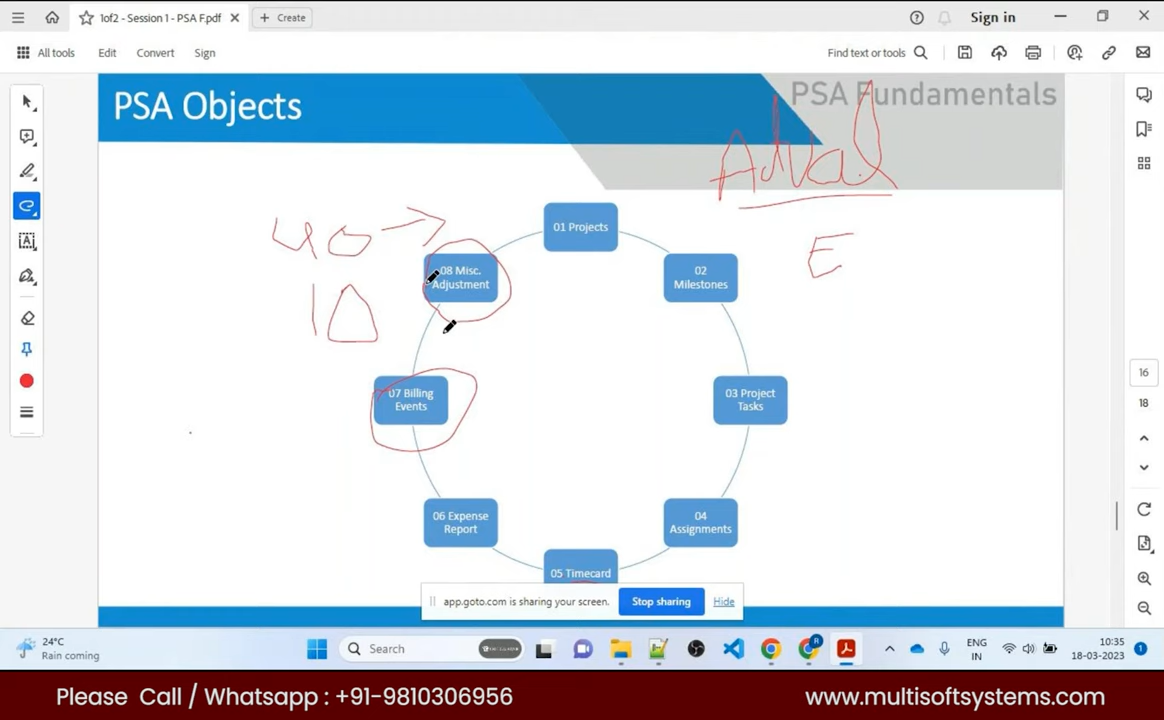 1of2 - Session 1 - PSA F.pdf
Create
Sign in
All tools
Edit
Convert
Sign
Find text or tools
PSA Objects
PSA Fundamentals
40
10
E
01 Projects
02
Milestones
03 Project
Tasks
04
Assignments
05 Timecard
06 Expense
Report
07 Billing
Events
08 Misc.
Adjustment
16
18
app.goto.com is sharing your screen.
Stop sharing
Hide
24°C
Rain coming
Search
ENG
IN
10:35
18-03-2023
Please Call / Whatsapp : +91-9810306956
www.multisoftsystems.com